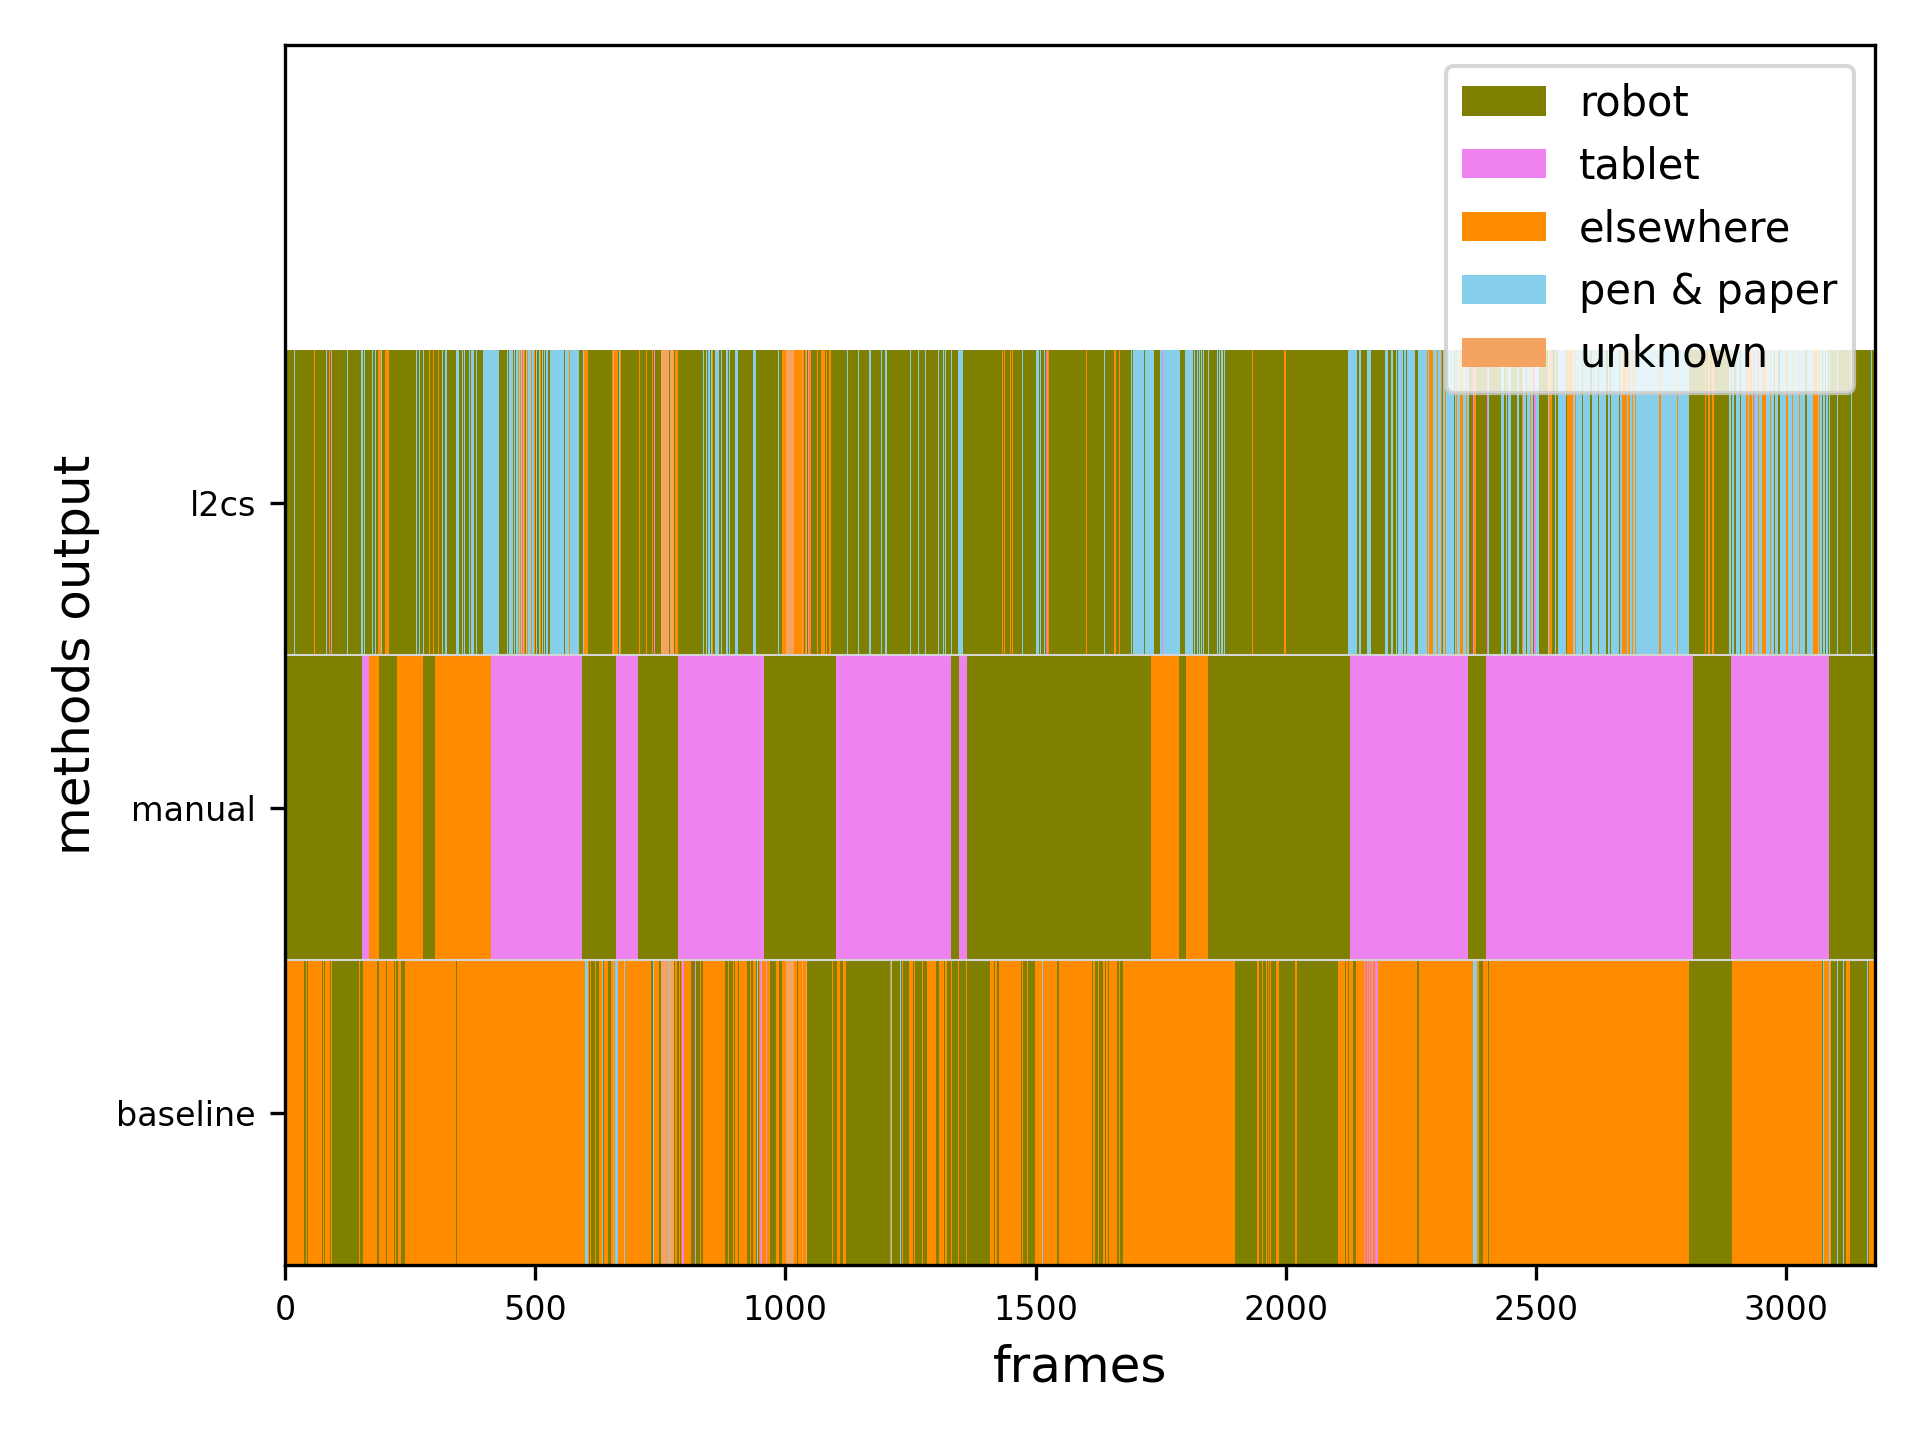 robot
tablet
elsewhere
pen & paper
unknown
methods output
l2cs
manual
baseline
0 500 1000 1500 2000 2500 3000
frames